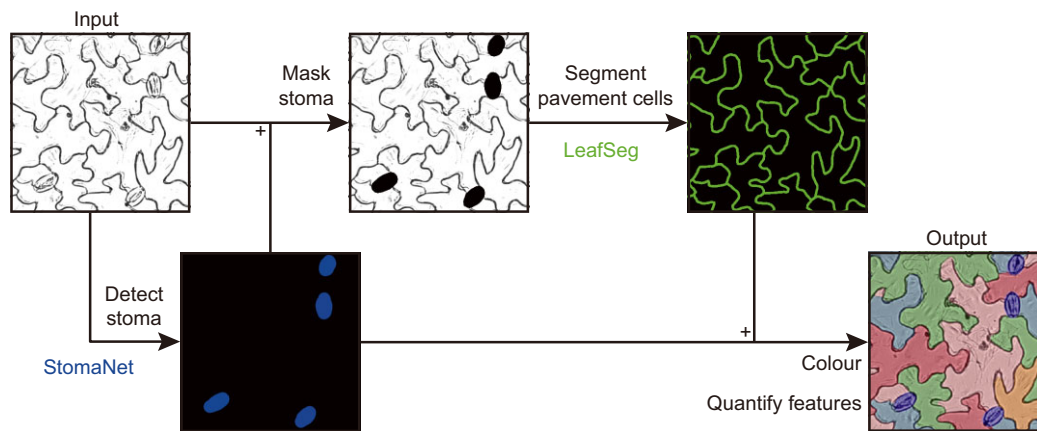 Input
Mask
stoma
+
Segment
pavement cells
LeafSeg
Detect
stoma
StomaNet
+
Output
Colour
Quantify features